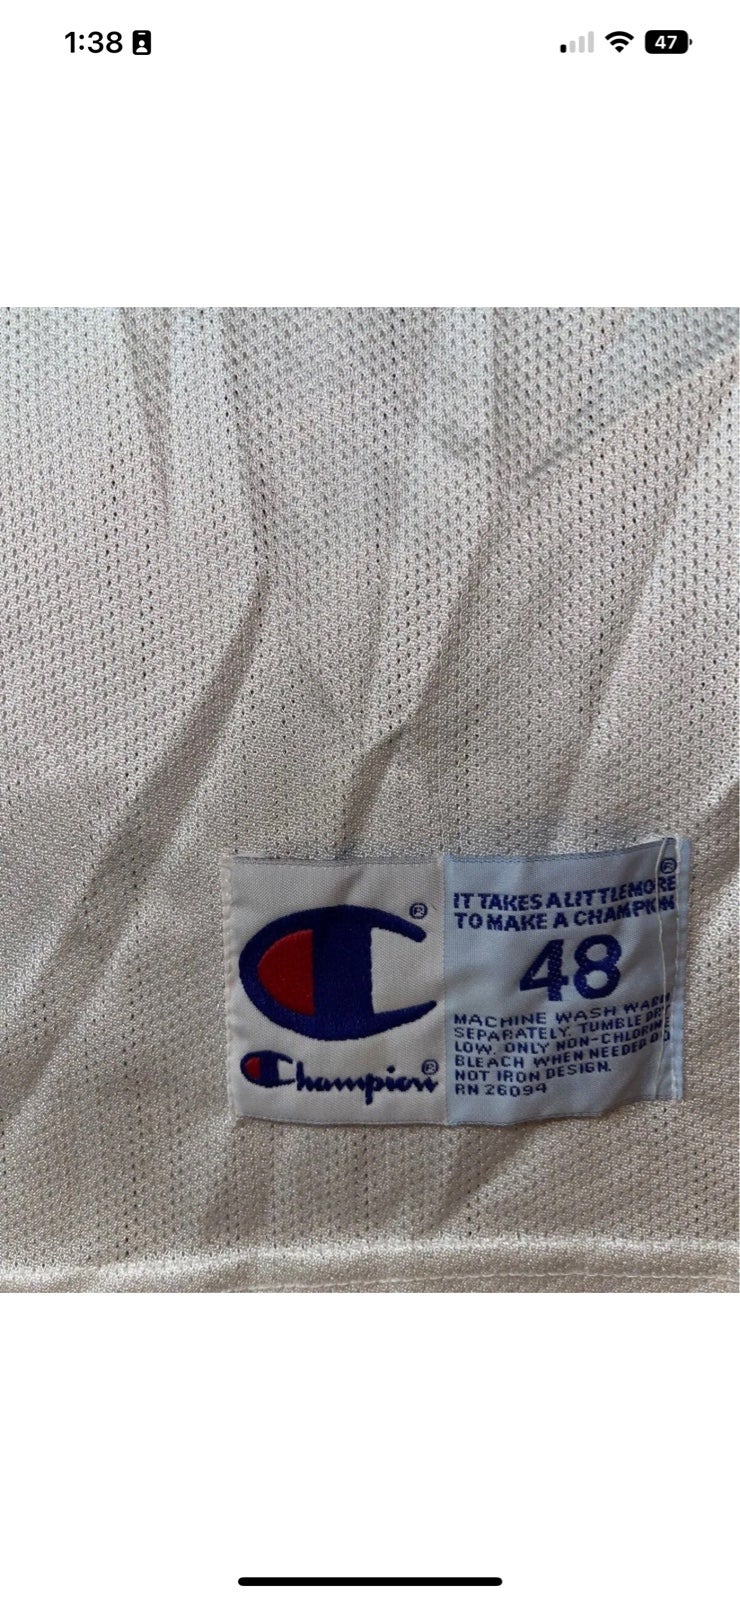 1:38
47
®
IT TAKES A LITTLE MORE
TO MAKE A CHAMPION
®
48
MACHINE WASH WARM
SEPARATELY. TUMBLE DRY
LOW. ONLY NON-CHLORINE
BLEACH WHEN NEEDED DO
NOT IRON DESIGN.
RN 26094
Champion®